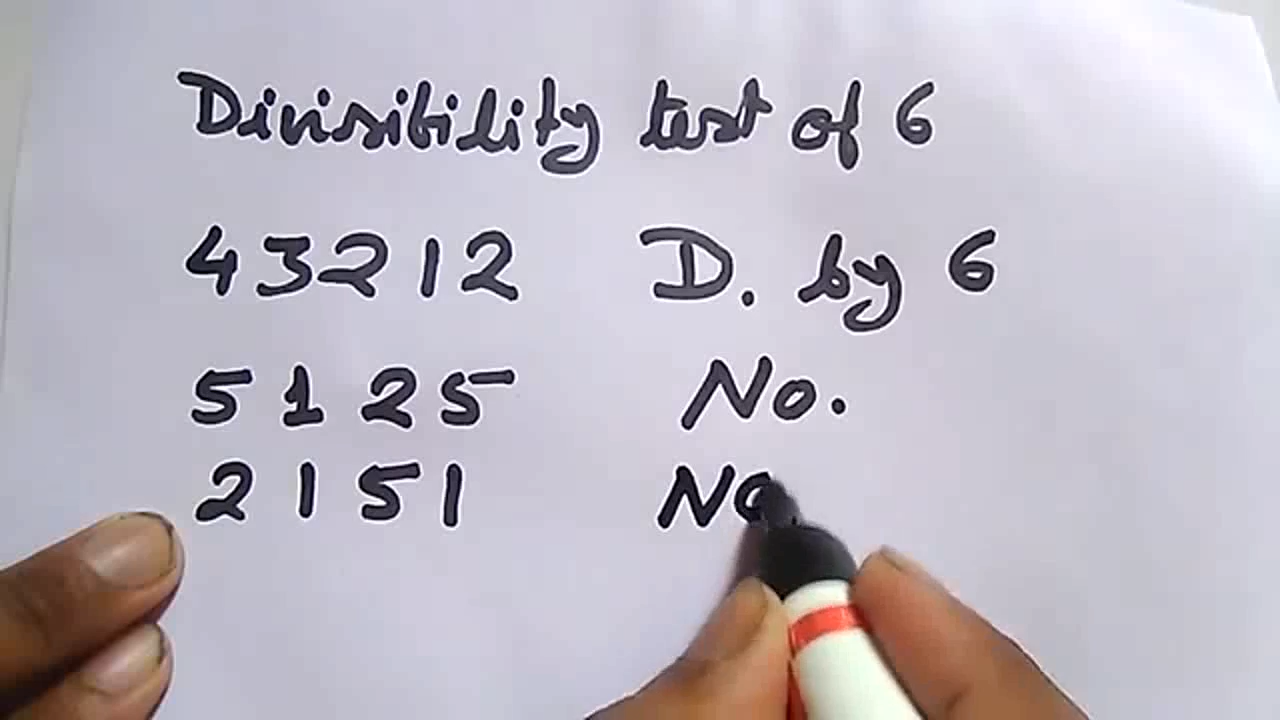 Divisibility test of 6
43212 D. by 6
5125 No.
2151 No